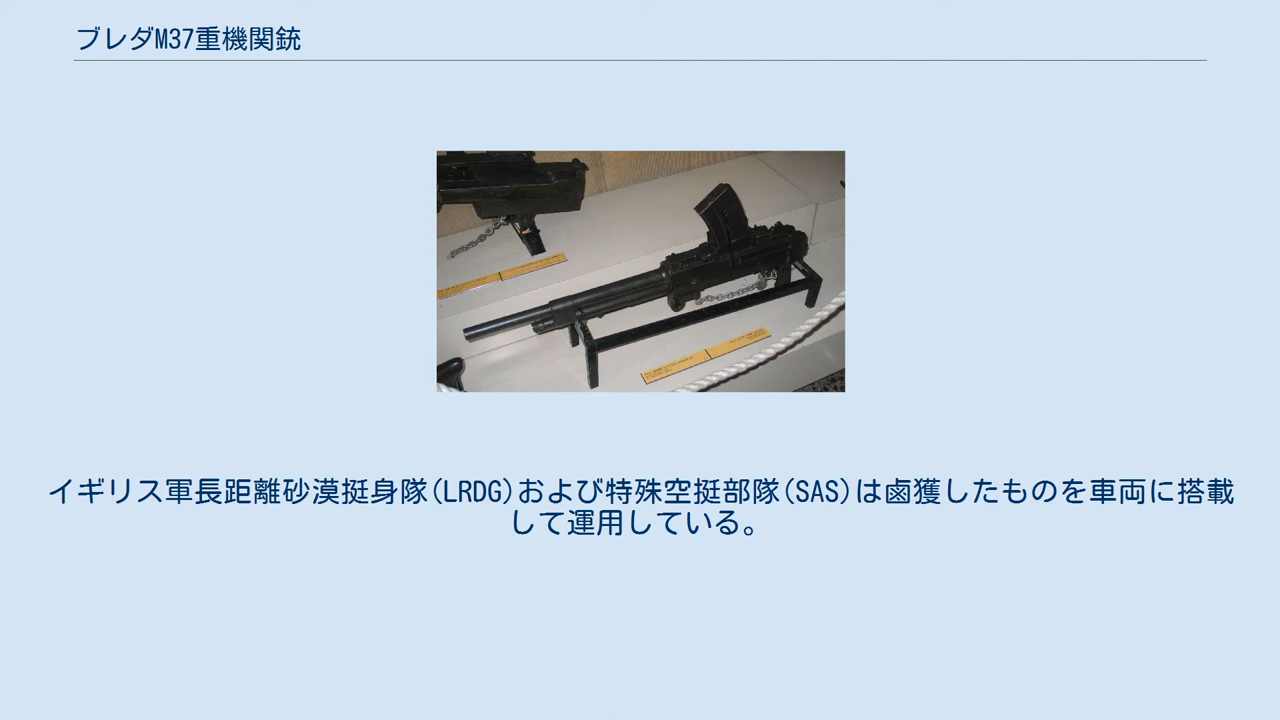 ブレダM37重機関銃
イギリス軍長距離砂漠挺身隊(LRDG)および特殊空挺部隊(SAS)は鹵獲したものを車両に搭載
して運用している。